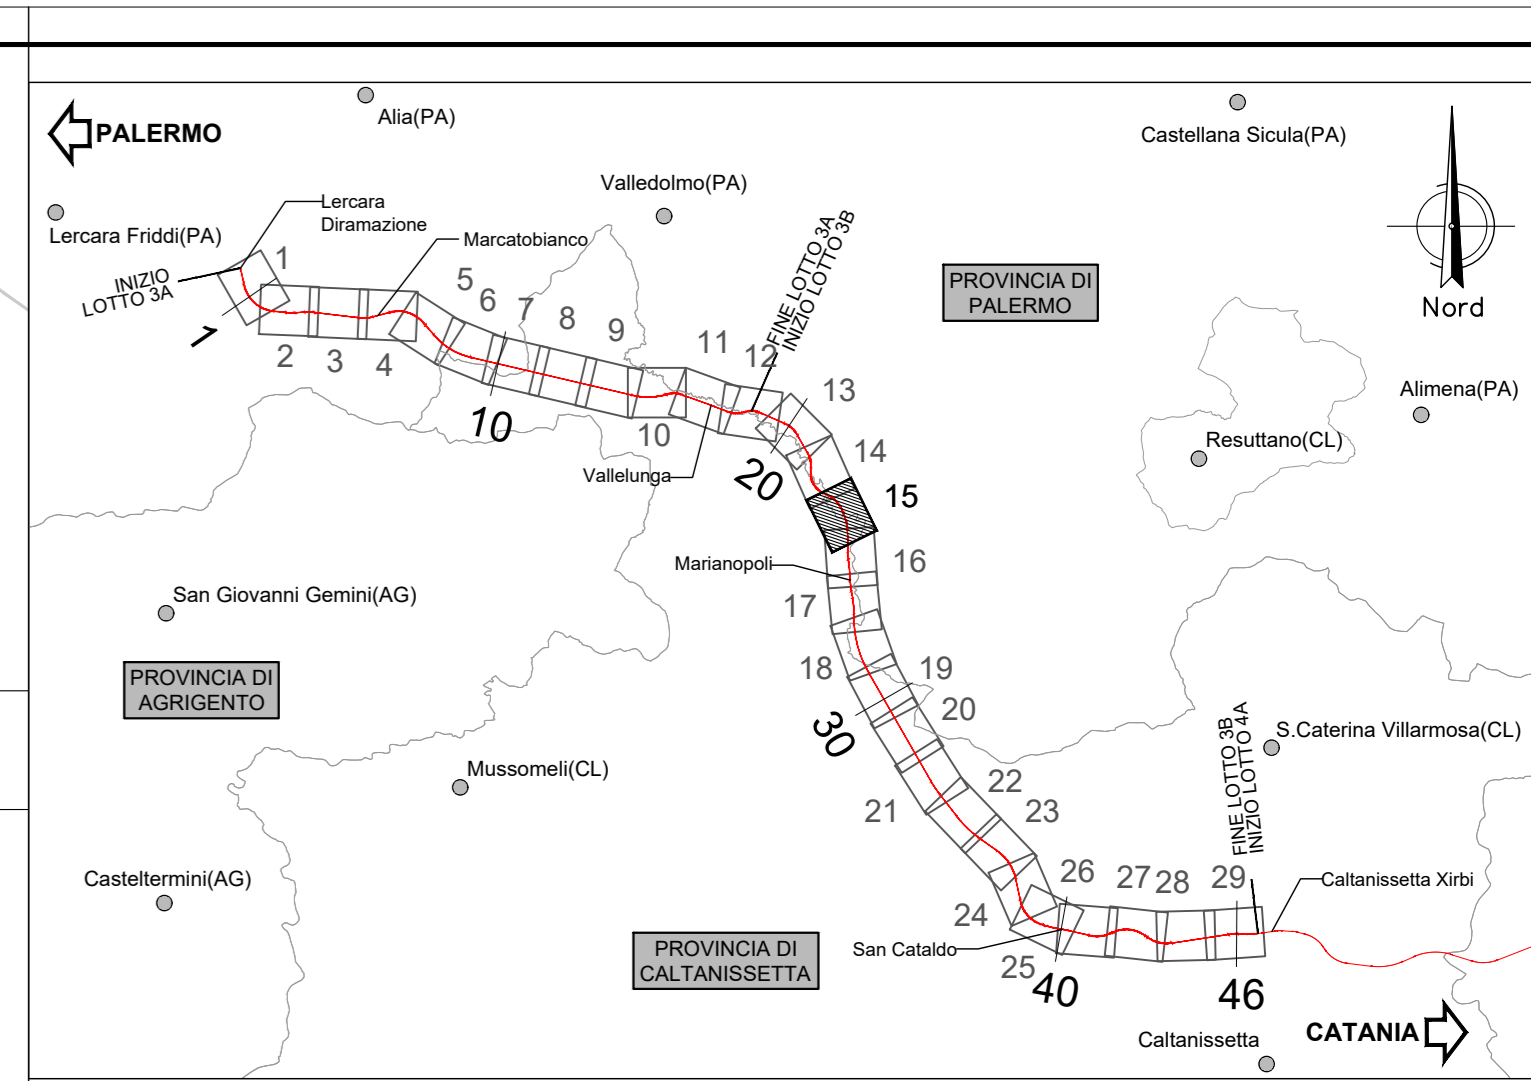 Alia(PA)
PALERMO
Castellana Sicula(PA)
Valledolmo(PA)
Lercara
Diramazione
Lercara Friddi(PA)
Marcatobianco
INIZIO
LOTTO 3A
FINE LOTTO 3A
INIZIO LOTTO 3B
PROVINCIA DI
PALERMO
Nord
1
1
2
3
4
5
6
7
8
9
10
10
11
12
13
14
15
20
Vallelunga
Alimena(PA)
Resuttano(CL)
Marianopoli
16
17
18
19
20
San Giovanni Gemini(AG)
PROVINCIA DI
AGRIGENTO
30
S.Caterina Villarmosa(CL)
Mussomeli(CL)
21
22
23
FINE LOTTO 3B
INIZIO LOTTO 4A
Casteltermini(AG)
24
25
26
27
28
29
Caltanissetta Xirbi
San Cataldo
PROVINCIA DI
CALTANISSETTA
40
46
Caltanissetta
CATANIA